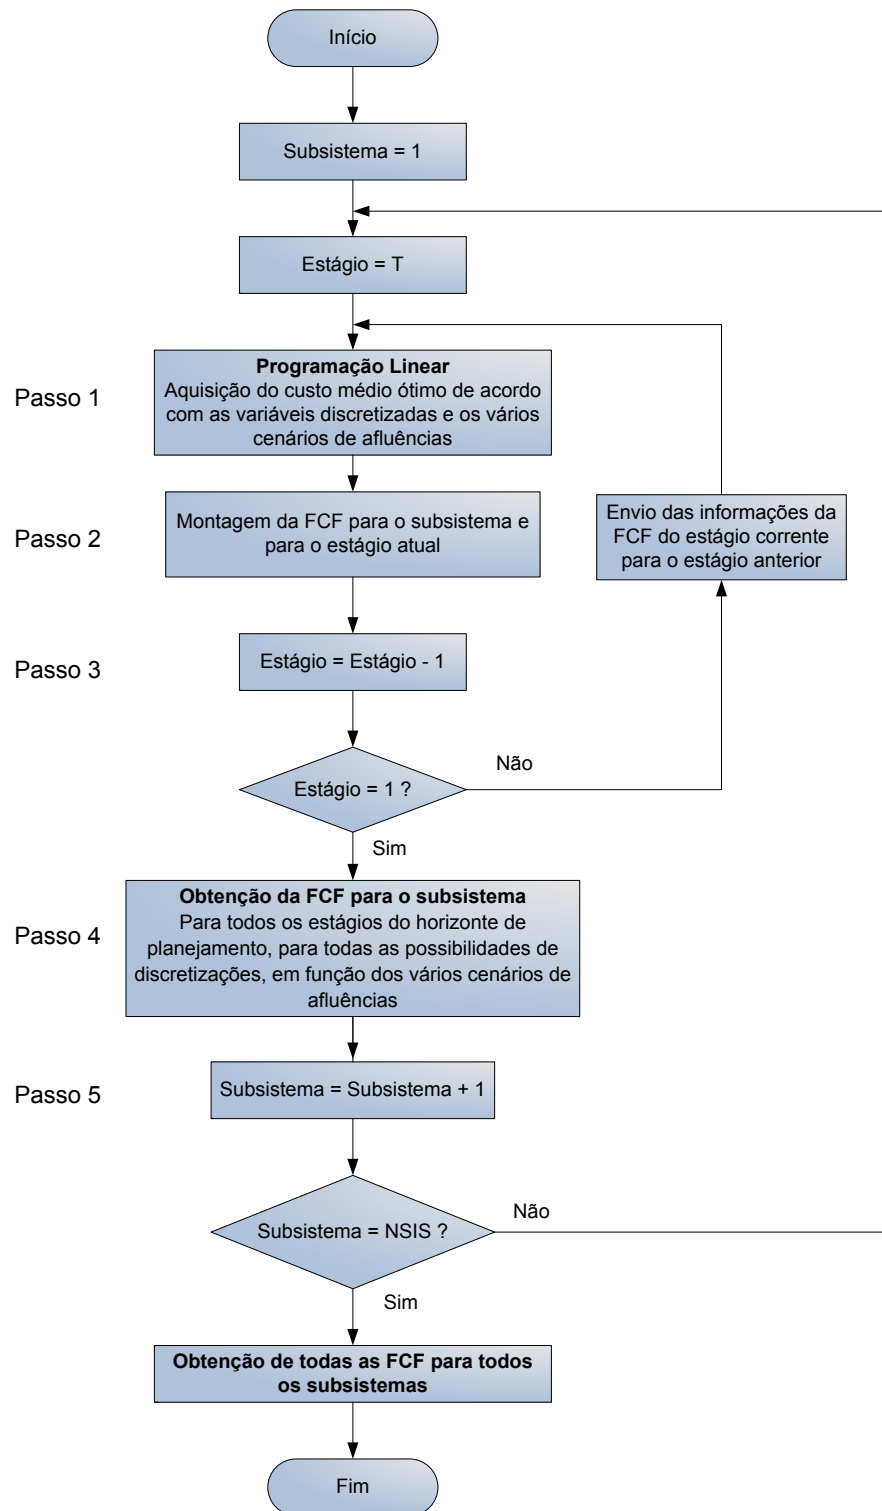 Início
Subsistema = 1
Estágio = T
Passo 1
Programação Linear
Aquisição do custo médio ótimo de acordo
com as variáveis discretizadas e os vários
cenários de afluências
Passo 2
Montagem da FCF para o subsistema e
para o estágio atual
Envio das informações da
FCF do estágio corrente
para o estágio anterior
Passo 3
Estágio = Estágio - 1
Estágio = 1 ?
Não
Sim
Passo 4
Obtenção da FCF para o subsistema
Para todos os estágios do horizonte de
planejamento, para todas as possibilidades de
discretizações, em função dos vários cenários de
afluências
Passo 5
Subsistema = Subsistema + 1
Subsistema = NSIS ?
Não
Sim
Obtenção de todas as FCF para todos
os subsistemas
Fim